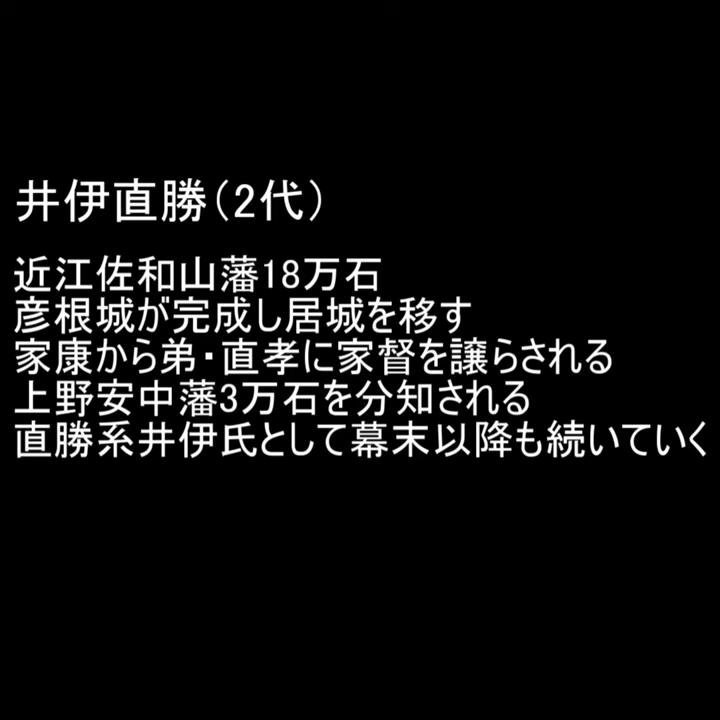 井伊直勝（2代）
近江佐和山藩18万石
彦根城が完成し居城を移す
家康から弟・直孝に家督を譲らされる
上野安中藩3万石を分知される
直勝系井伊氏として幕末以降も続いていく